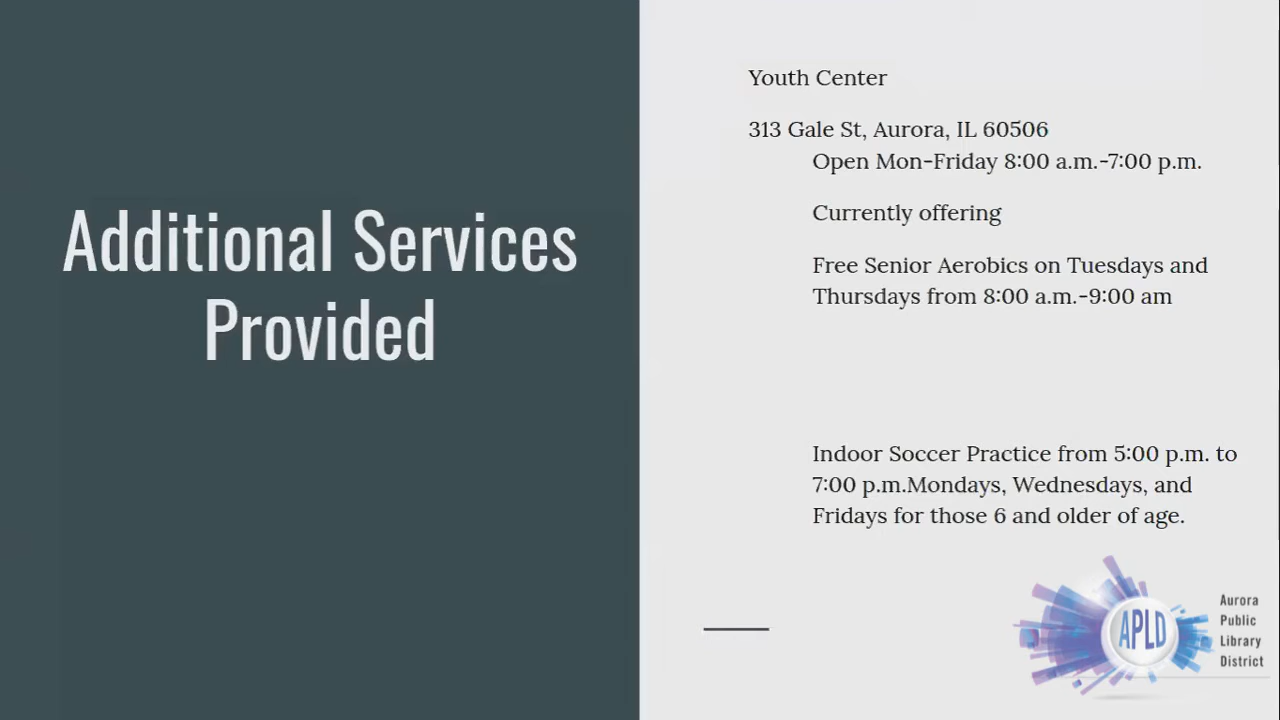 Additional Services
Provided
Youth Center
313 Gale St, Aurora, IL 60506
Open Mon-Friday 8:00 a.m.-7:00 p.m.
Currently offering
Free Senior Aerobics on Tuesdays and
Thursdays from 8:00 a.m.-9:00 am
Indoor Soccer Practice from 5:00 p.m. to
7:00 p.m.Mondays, Wednesdays, and
Fridays for those 6 and older of age.
APLD
Aurora
Public
Library
District